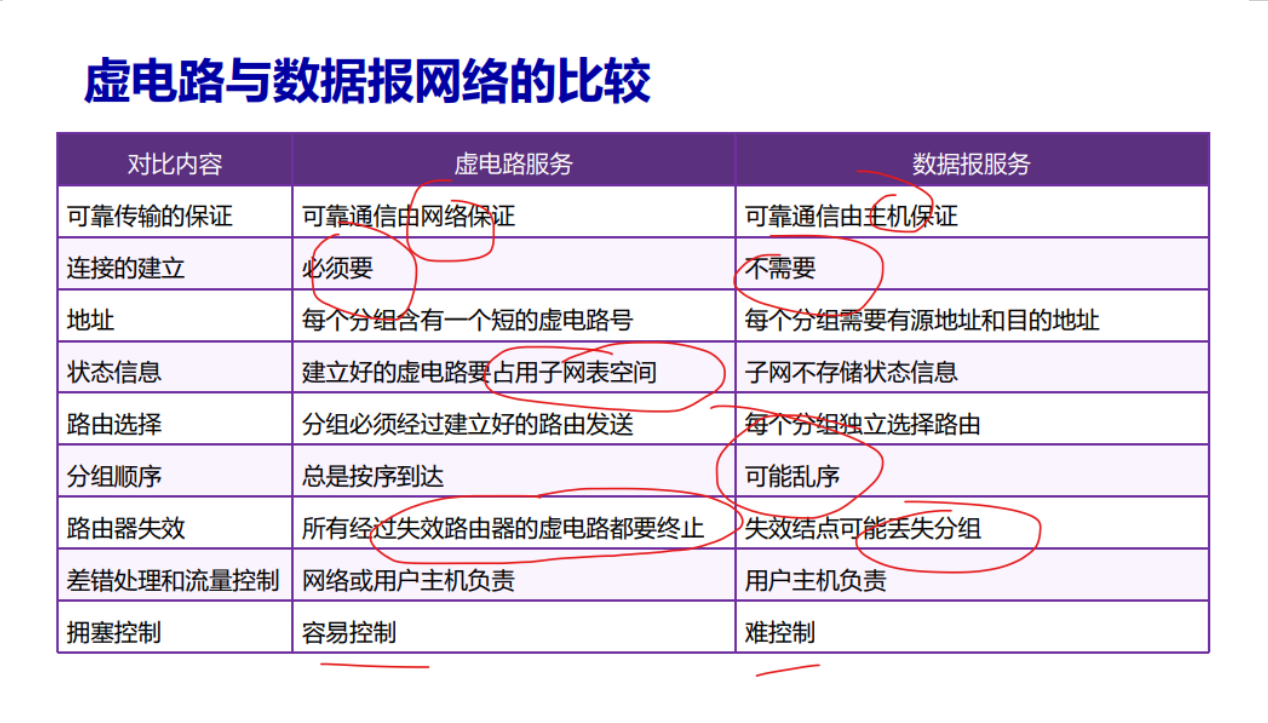 虚电路与数据报网络的比较
对比内容 虚电路服务 数据报服务
可靠传输的保证 可靠通信由网络保证 可靠通信由主机保证
连接的建立 必须要 不需要
地址 每个分组含有一个短的虚电路号 每个分组需要有源地址和目的地址
状态信息 建立好的虚电路要占用子网表空间 子网不存储状态信息
路由选择 分组必须经过建立好的路由发送 每个分组独立选择路由
分组顺序 总是按序到达 可能乱序
路由器失效 所有经过失效路由器的虚电路都要终止 失效结点可能丢失分组
差错处理和流量控制 网络或用户主机负责 用户主机负责
拥塞控制 容易控制 难控制